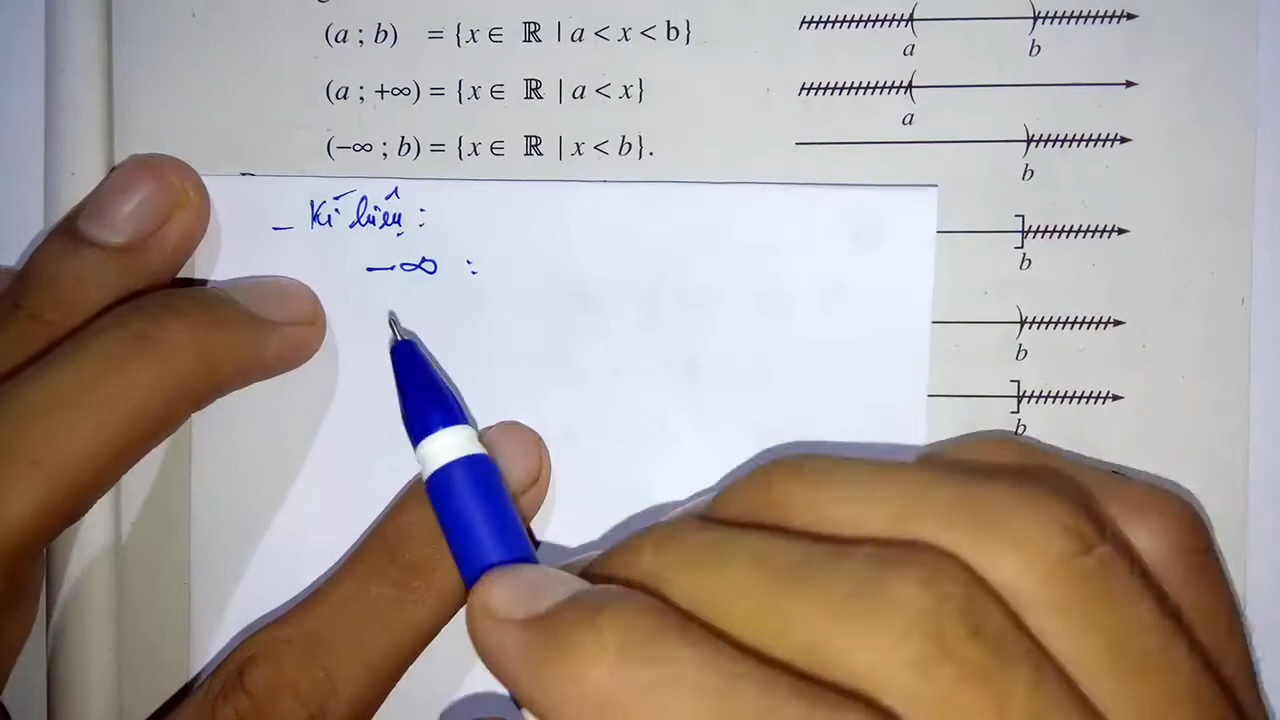 (a ; b) = {x ∈ ℝ | a < x < b}
a b
(a ; +∞) = {x ∈ ℝ | a < x}
a
(−∞ ; b) = {x ∈ ℝ | x < b}.
b
– Kí hiệu :
b
−∞ :
b
b